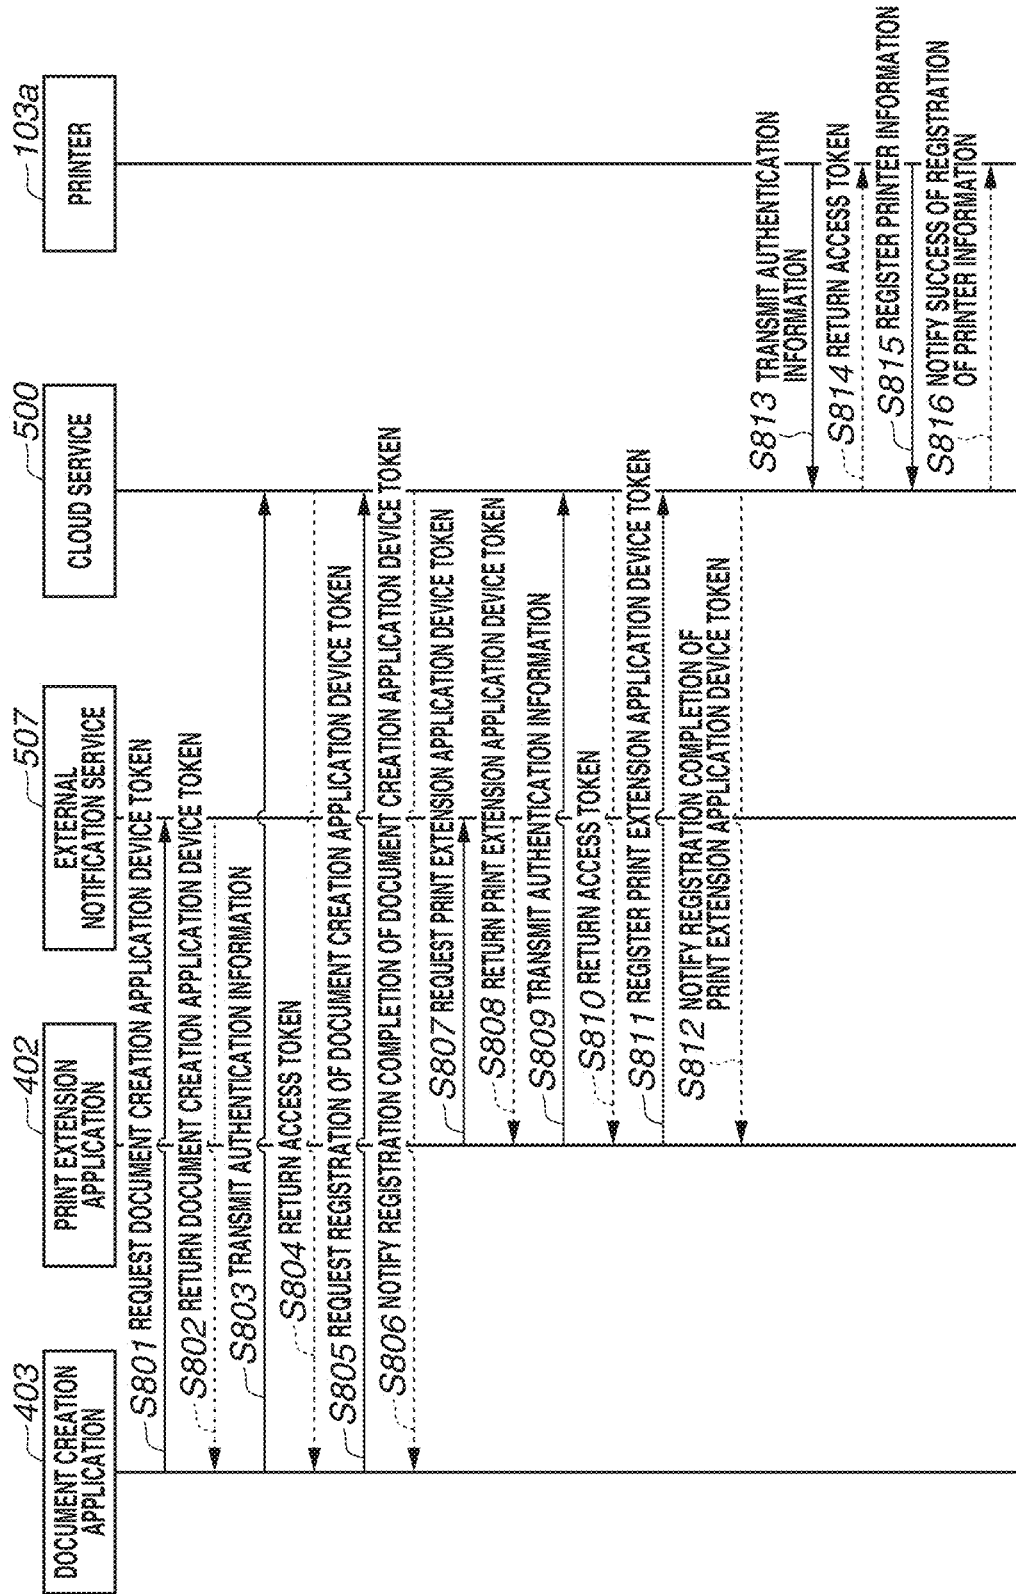 403
DOCUMENT CREATION
APPLICATION
402
PRINT EXTENSION
APPLICATION
507
EXTERNAL
NOTIFICATION SERVICE
500
CLOUD SERVICE
103a
PRINTER
S801 REQUEST DOCUMENT CREATION APPLICATION DEVICE TOKEN
S802 RETURN DOCUMENT CREATION APPLICATION DEVICE TOKEN
S803 TRANSMIT AUTHENTICATION INFORMATION
S804 RETURN ACCESS TOKEN
S805 REQUEST REGISTRATION OF DOCUMENT CREATION APPLICATION DEVICE TOKEN
S806 NOTIFY REGISTRATION COMPLETION OF DOCUMENT CREATION APPLICATION DEVICE TOKEN
S807 REQUEST PRINT EXTENSION APPLICATION DEVICE TOKEN
S808 RETURN PRINT EXTENSION APPLICATION DEVICE TOKEN
S809 TRANSMIT AUTHENTICATION INFORMATION
S810 RETURN ACCESS TOKEN
S811 REGISTER PRINT EXTENSION APPLICATION DEVICE TOKEN
S812 NOTIFY REGISTRATION COMPLETION OF
PRINT EXTENSION APPLICATION DEVICE TOKEN
S813 TRANSMIT AUTHENTICATION
INFORMATION
S814 RETURN ACCESS TOKEN
S815 REGISTER PRINTER INFORMATION
S816 NOTIFY SUCCESS OF REGISTRATION
OF PRINTER INFORMATION